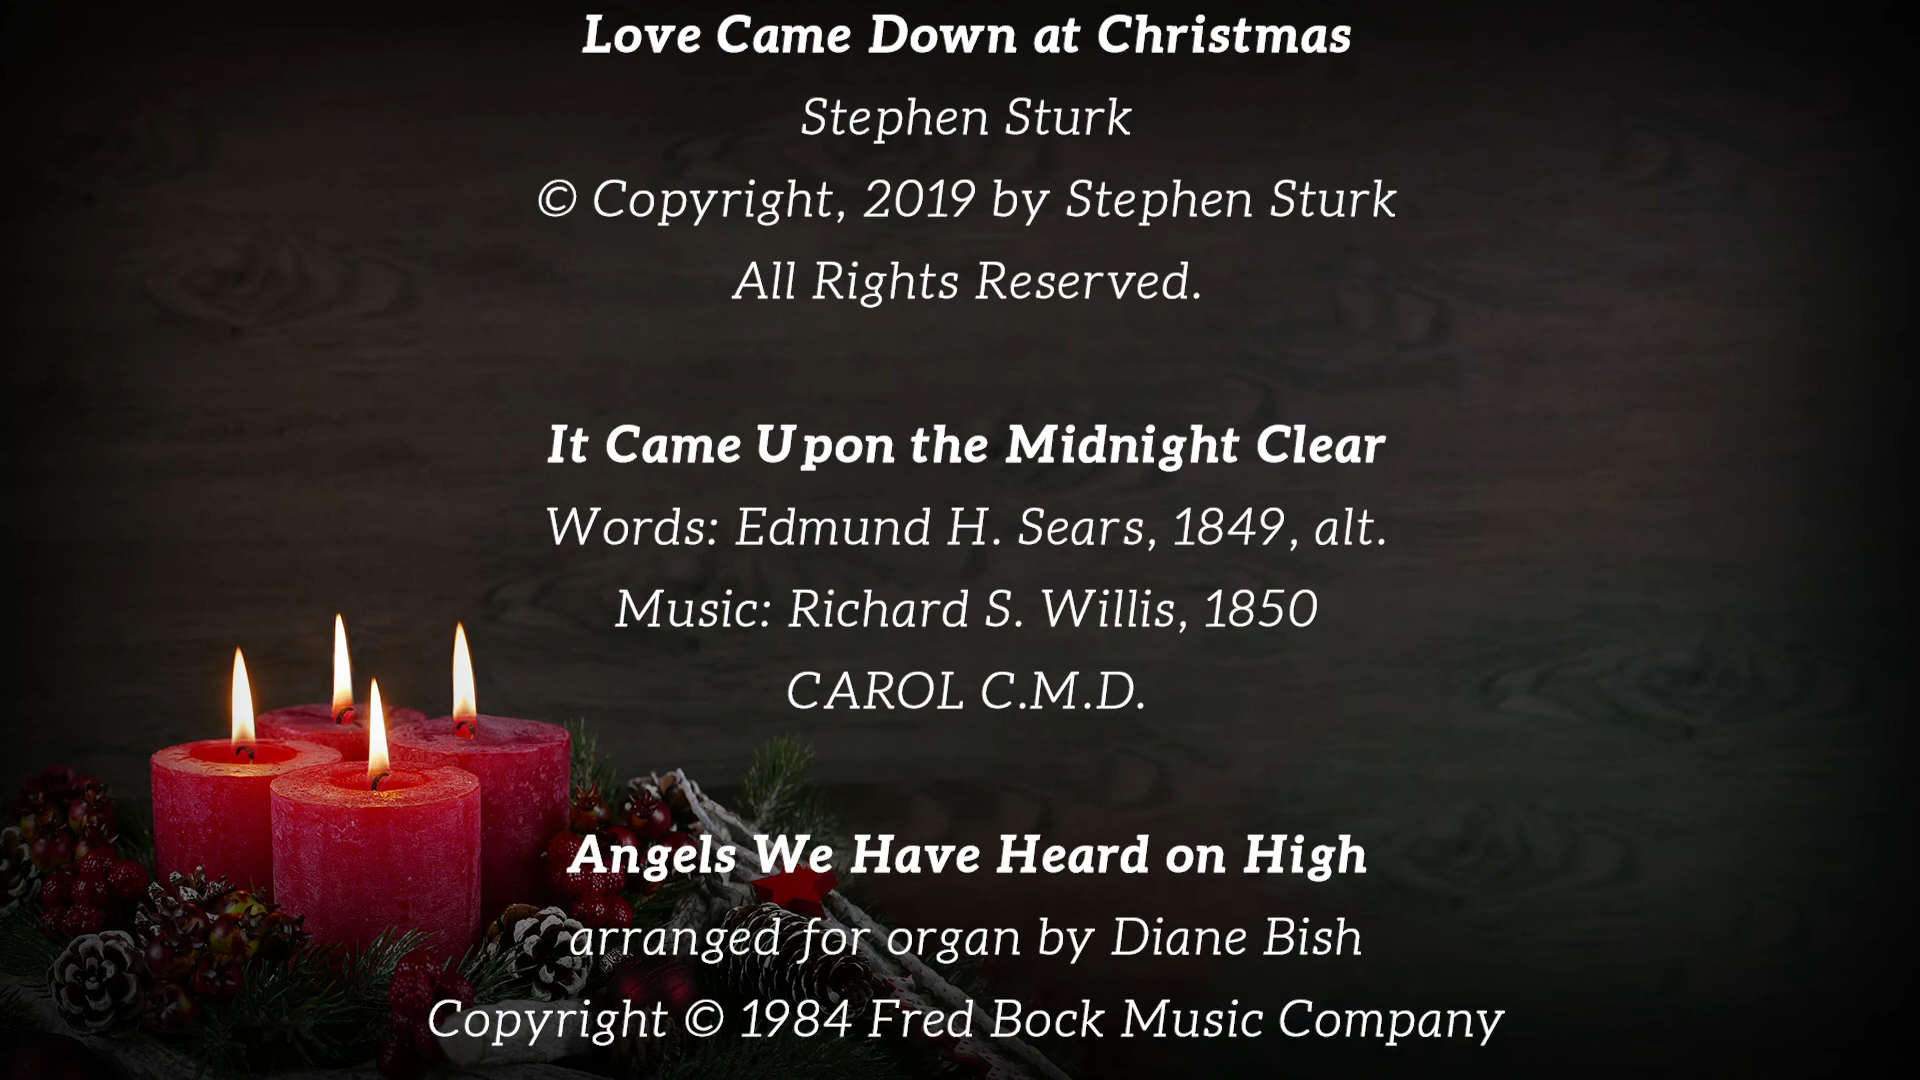 Love Came Down at Christmas
Stephen Sturk
© Copyright, 2019 by Stephen Sturk
All Rights Reserved.
It Came Upon the Midnight Clear
Words: Edmund H. Sears, 1849, alt.
Music: Richard S. Willis, 1850
CAROL C.M.D.
Angels We Have Heard on High
arranged for organ by Diane Bish
Copyright © 1984 Fred Bock Music Company